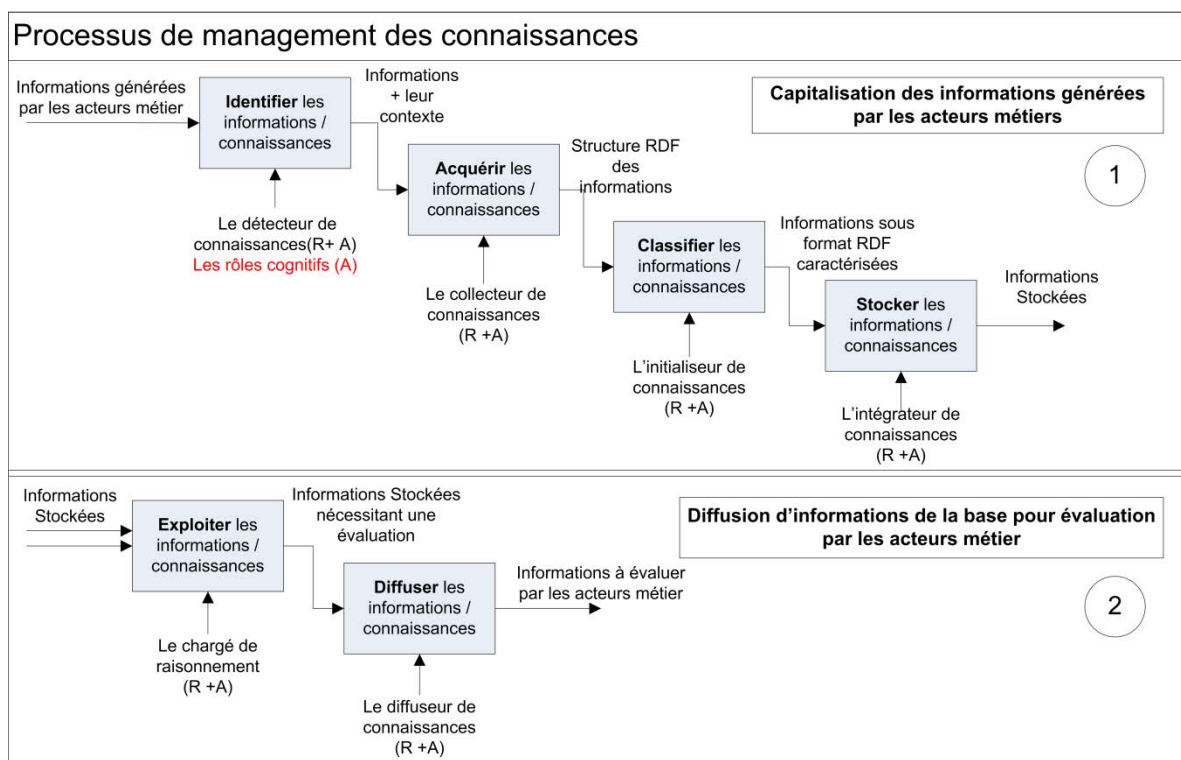 Processus de management des connaissances
Informations générées
par les acteurs métier
Identifier les
informations /
connaissances
Informations
+ leur
contexte
Capitalisation des informations générées
par les acteurs métiers
1
Le détecteur de
connaissances(R+ A)
Les rôles cognitifs (A)
Acquérir les
informations /
connaissances
Structure RDF
des
informations
Le collecteur de
connaissances
(R +A)
Classifier les
informations /
connaissances
Informations sous
format RDF
caractérisées
L'initialiseur de
connaissances
(R +A)
Stocker les
informations /
connaissances
Informations
Stockées
L'intégrateur de
connaissances
(R +A)
Informations
Stockées
Exploiter les
informations /
connaissances
Informations Stockées
nécessitant une
évaluation
Diffusion d'informations de la base pour évaluation
par les acteurs métier
2
Le chargé de
raisonnement
(R +A)
Diffuser les
informations /
connaissances
Informations à évaluer
par les acteurs métier
Le diffuseur de
connaissances
(R +A)